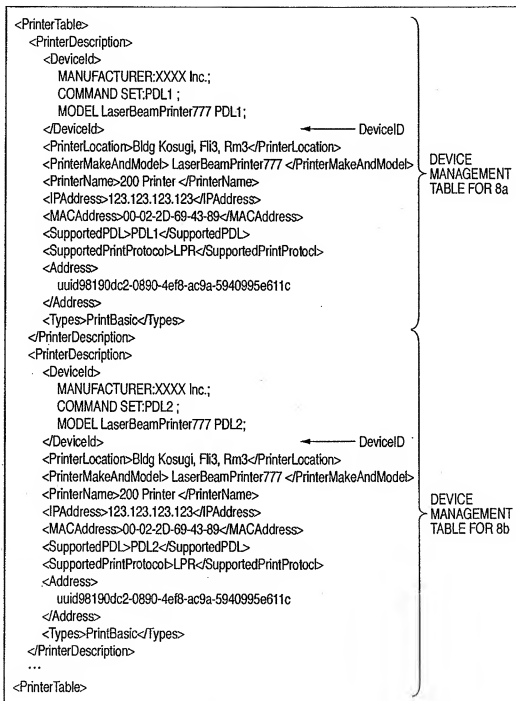 <PrinterTable>
<PrinterDescription>
<DeviceId>
MANUFACTURER:XXXX Inc.;
COMMAND SET:PDL1 ;
MODEL LaserBeamPrinter777 PDL1;
</DeviceId> ← DeviceID
<PrinterLocation>Bldg Kosugi, Fli3, Rm3</PrinterLocation>
<PrinterMakeAndModel> LaserBeamPrinter777 </PrinterMakeAndModel>
<PrinterName>200 Printer </PrinterName>
<IPAddress>123.123.123.123</IPAddress>
<MACAddress>00-02-2D-69-43-89</MACAddress>
<SupportedPDL>PDL1</SupportedPDL>
<SupportedPrintProtocol>LPR</SupportedPrintProtocl>
<Address>
uuid98190dc2-0890-4ef8-ac9a-5940995e611c
</Address>
<Types>PrintBasic</Types>
</PrinterDescription>
DEVICE
MANAGEMENT
TABLE FOR 8a
<PrinterDescription>
<DeviceId>
MANUFACTURER:XXXX Inc.;
COMMAND SET:PDL2 ;
MODEL LaserBeamPrinter777 PDL2;
</DeviceId> ← DeviceID
<PrinterLocation>Bldg Kosugi, Fli3, Rm3</PrinterLocation>
<PrinterMakeAndModel> LaserBeamPrinter777 </PrinterMakeAndModel>
<PrinterName>200 Printer </PrinterName>
<IPAddress>123.123.123.123</IPAddress>
<MACAddress>00-02-2D-69-43-89</MACAddress>
<SupportedPDL>PDL2</SupportedPDL>
<SupportedPrintProtocol>LPR</SupportedPrintProtocl>
<Address>
uuid98190dc2-0890-4ef8-ac9a-5940995e611c
</Address>
<Types>PrintBasic</Types>
</PrinterDescription>
...
<PrinterTable>
DEVICE
MANAGEMENT
TABLE FOR 8b